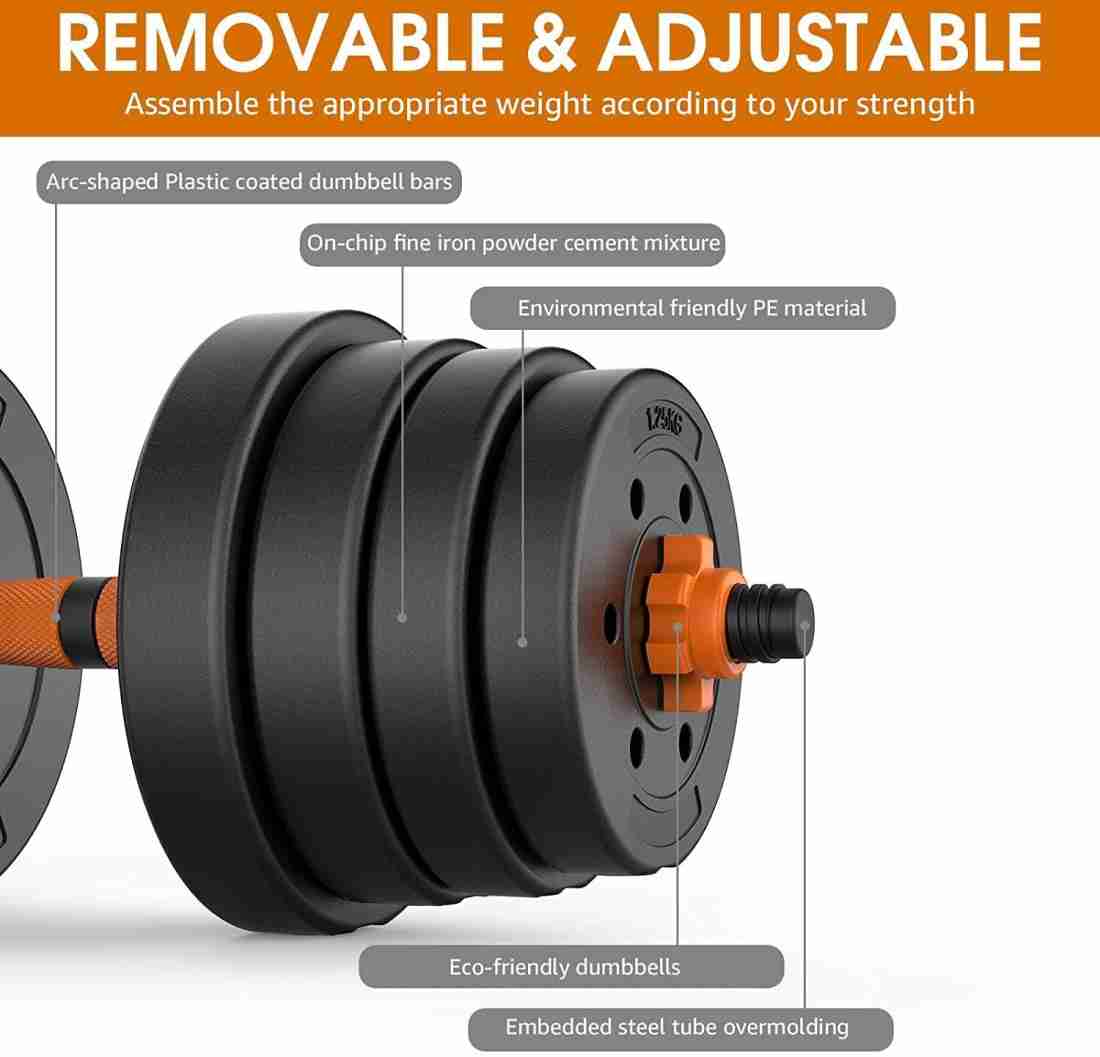 REMOVABLE & ADJUSTABLE
Assemble the appropriate weight according to your strength
Arc-shaped Plastic coated dumbbell bars
On-chip fine iron powder cement mixture
Environmental friendly PE material
1.25KG
Eco-friendly dumbbells
Embedded steel tube overmolding